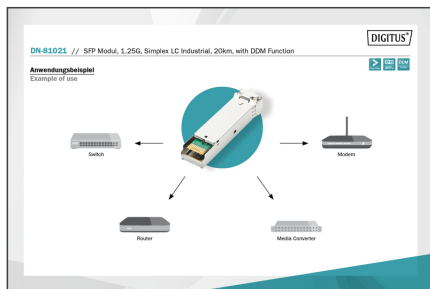 DIGITUS®
DN-81021 // SFP Modul, 1.25G, Simplex LC Industrial, 20km, with DDM Function
Anwendungsbeispiel
Example of use
DDM
Switch
Modem
Router
Media Converter